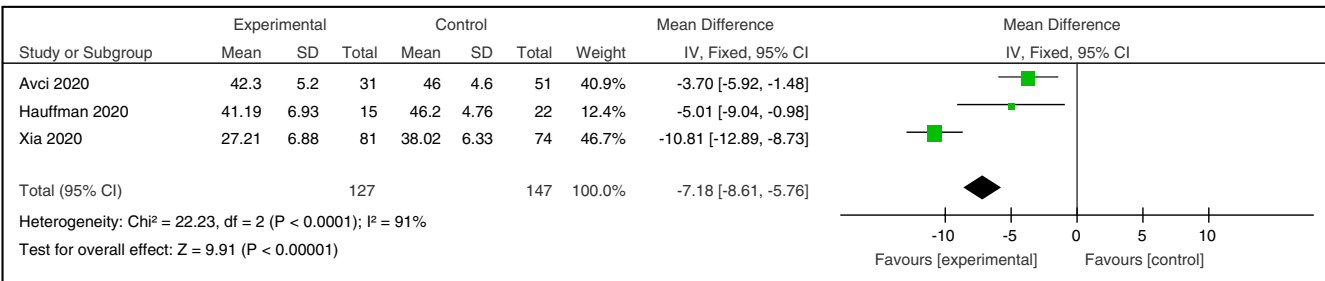 Experimental Control Mean Difference Mean Difference
Study or Subgroup Mean SD Total Mean SD Total Weight IV, Fixed, 95% CI IV, Fixed, 95% CI
Avci 2020 42.3 5.2 31 46 4.6 51 40.9% -3.70 [-5.92, -1.48]
Hauffman 2020 41.19 6.93 15 46.2 4.76 22 12.4% -5.01 [-9.04, -0.98]
Xia 2020 27.21 6.88 81 38.02 6.33 74 46.7% -10.81 [-12.89, -8.73]
Total (95% CI) 127 147 100.0% -7.18 [-8.61, -5.76]
Heterogeneity: Chi² = 22.23, df = 2 (P < 0.0001); I² = 91%
Test for overall effect: Z = 9.91 (P < 0.00001)
-10 -5 0 5 10
Favours [experimental] Favours [control]